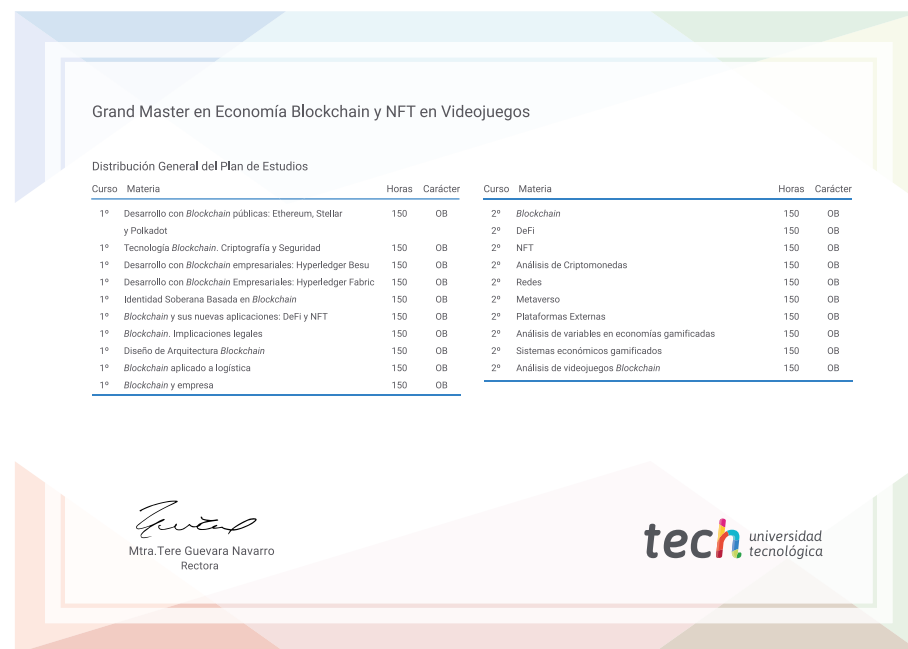 Grand Master en Economía Blockchain y NFT en Videojuegos
Distribución General del Plan de Estudios
Curso Materia Horas Carácter
1º Desarrollo con Blockchain públicas: Ethereum, Stellar 150 OB
y Polkadot
1º Tecnología Blockchain. Criptografía y Seguridad 150 OB
1º Desarrollo con Blockchain empresariales: Hyperledger Besu 150 OB
1º Desarrollo con Blockchain Empresariales: Hyperledger Fabric 150 OB
1º Identidad Soberana Basada en Blockchain 150 OB
1º Blockchain y sus nuevas aplicaciones: DeFi y NFT 150 OB
1º Blockchain. Implicaciones legales 150 OB
1º Diseño de Arquitectura Blockchain 150 OB
1º Blockchain aplicado a logística 150 OB
1º Blockchain y empresa 150 OB
Curso Materia Horas Carácter
2º Blockchain 150 OB
2º DeFi 150 OB
2º NFT 150 OB
2º Análisis de Criptomonedas 150 OB
2º Redes 150 OB
2º Metaverso 150 OB
2º Plataformas Externas 150 OB
2º Análisis de variables en economías gamificadas 150 OB
2º Sistemas económicos gamificados 150 OB
2º Análisis de videojuegos Blockchain 150 OB
Mtra.Tere Guevara Navarro
Rectora
tech universidad
tecnológica